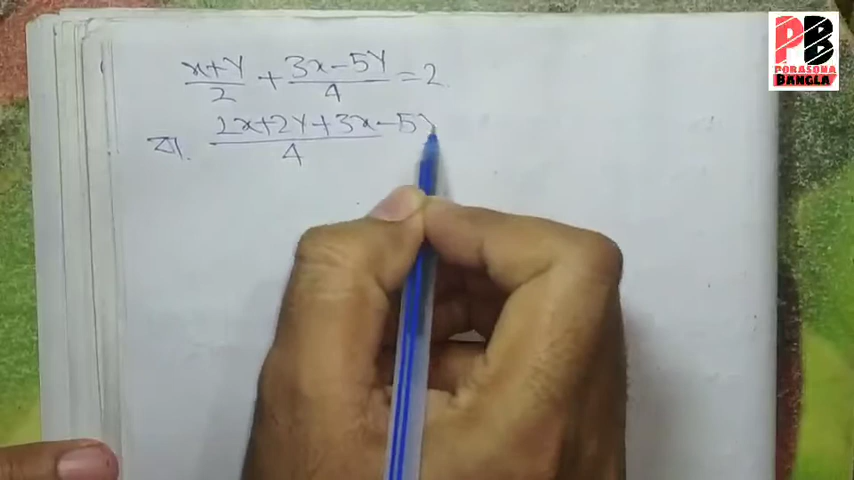 (x+y)/2 + (3x-5y)/4 = 2
বা, (2x+2y+3x-5y)/4
PB
PORASONA
BANGLA